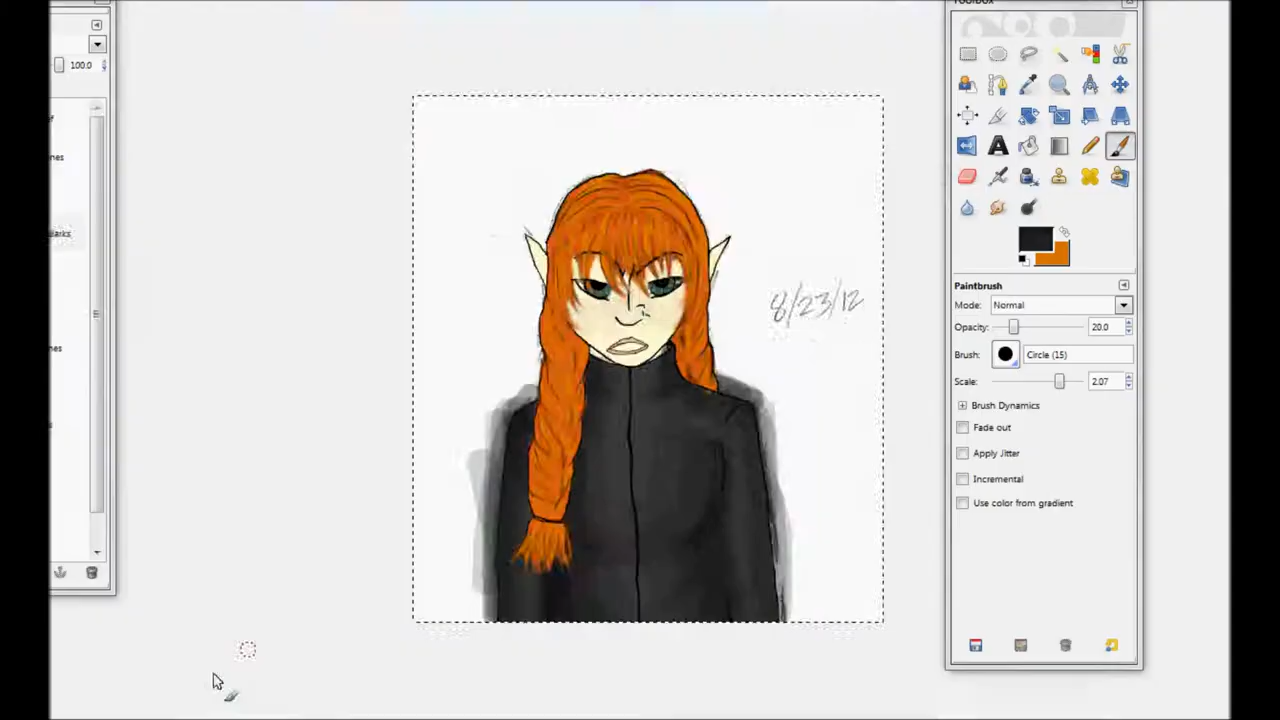 Toolbox
100.0
8/23/12
Paintbrush
Mode: Normal
Opacity: 20.0
Brush: Circle (15)
Scale: 2.07
Brush Dynamics
Fade out
Apply Jitter
Incremental
Use color from gradient